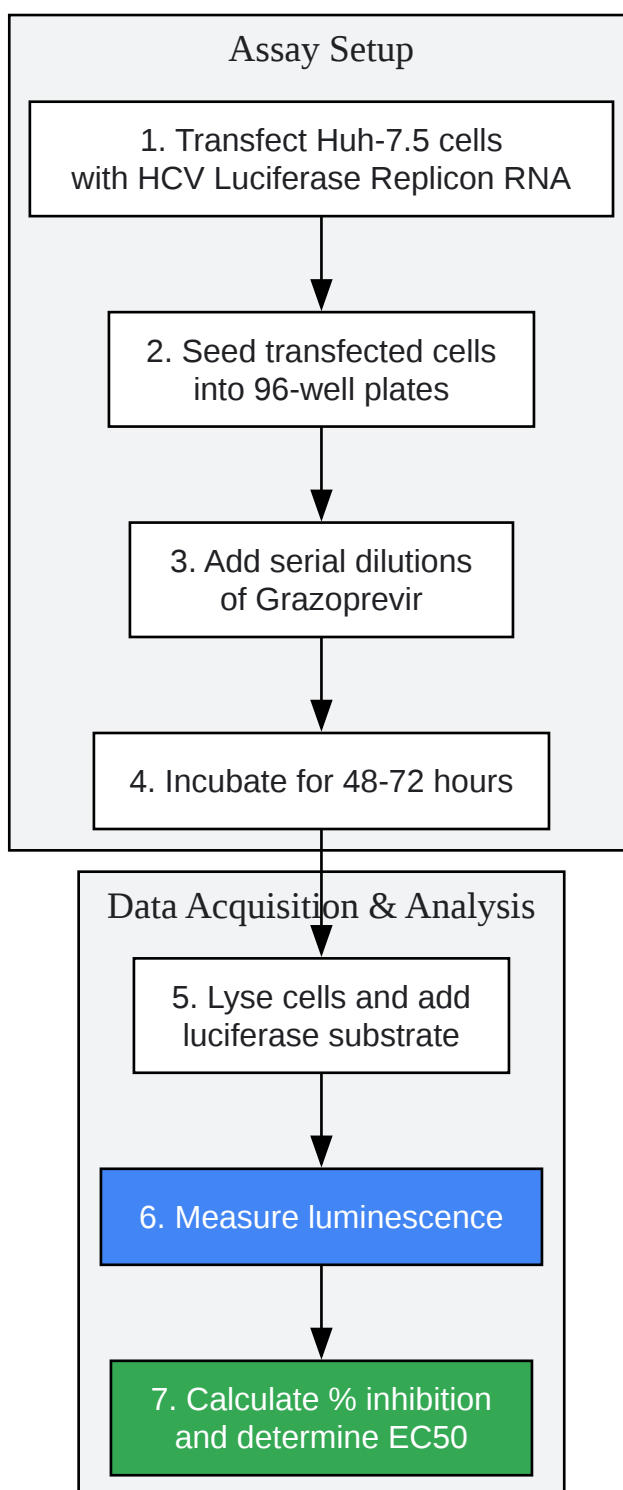 Assay Setup
1. Transfect Huh-7.5 cells
with HCV Luciferase Replicon RNA
2. Seed transfected cells
into 96-well plates
3. Add serial dilutions
of Grazoprevir
4. Incubate for 48-72 hours
Data Acquisition & Analysis
5. Lyse cells and add
luciferase substrate
6. Measure luminescence
7. Calculate % inhibition
and determine EC50